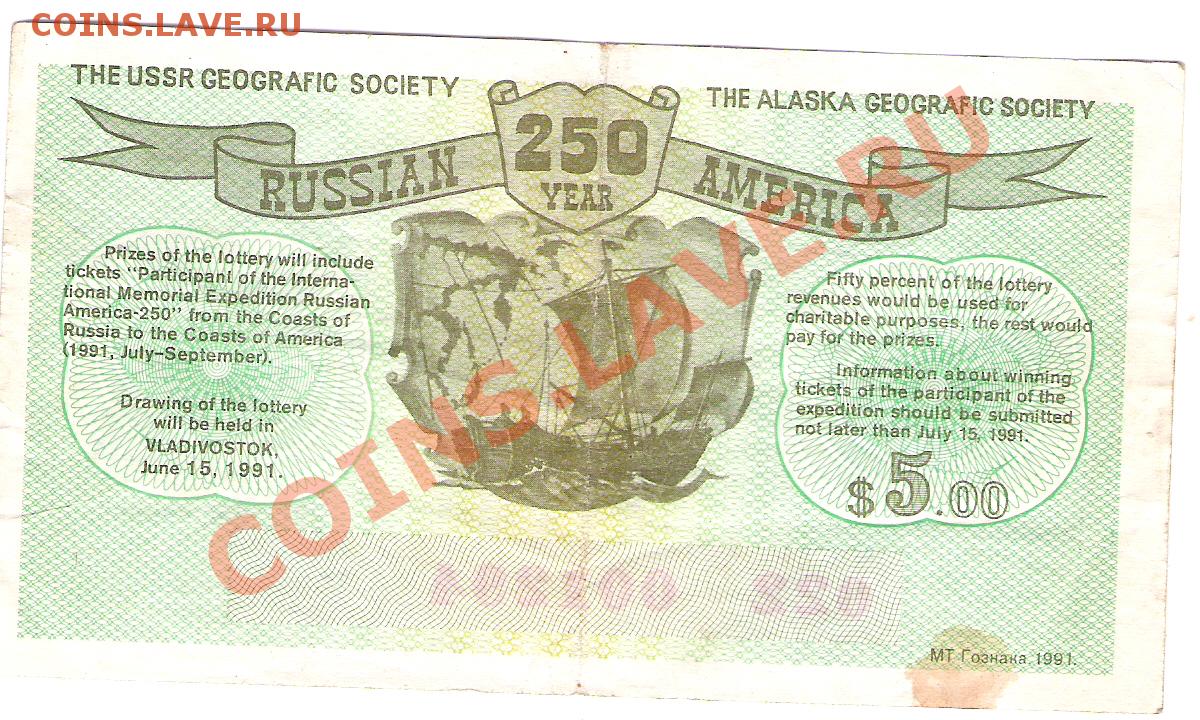 COINS.LAVE.RU
THE USSR GEOGRAFIC SOCIETY
THE ALASKA GEOGRAFIC SOCIETY
RUSSIAN
250
YEAR
AMERICA
Prizes of the lottery will include
tickets "Participant of the Interna-
tional Memorial Expedition Russian
America-250" from the Coasts of
Russia to the Coasts of America
(1991, July-September).
Drawing of the lottery
will be held in
VLADIVOSTOK,
June 15, 1991.
Fifty percent of the lottery
revenues would be used for
charitable purposes, the rest would
pay for the prizes.
Information about winning
tickets of the participant of the
expedition should be submitted
not later than July 15, 1991.
$5.00
COINS.LAVE.RU
МТ Гознака. 1991.